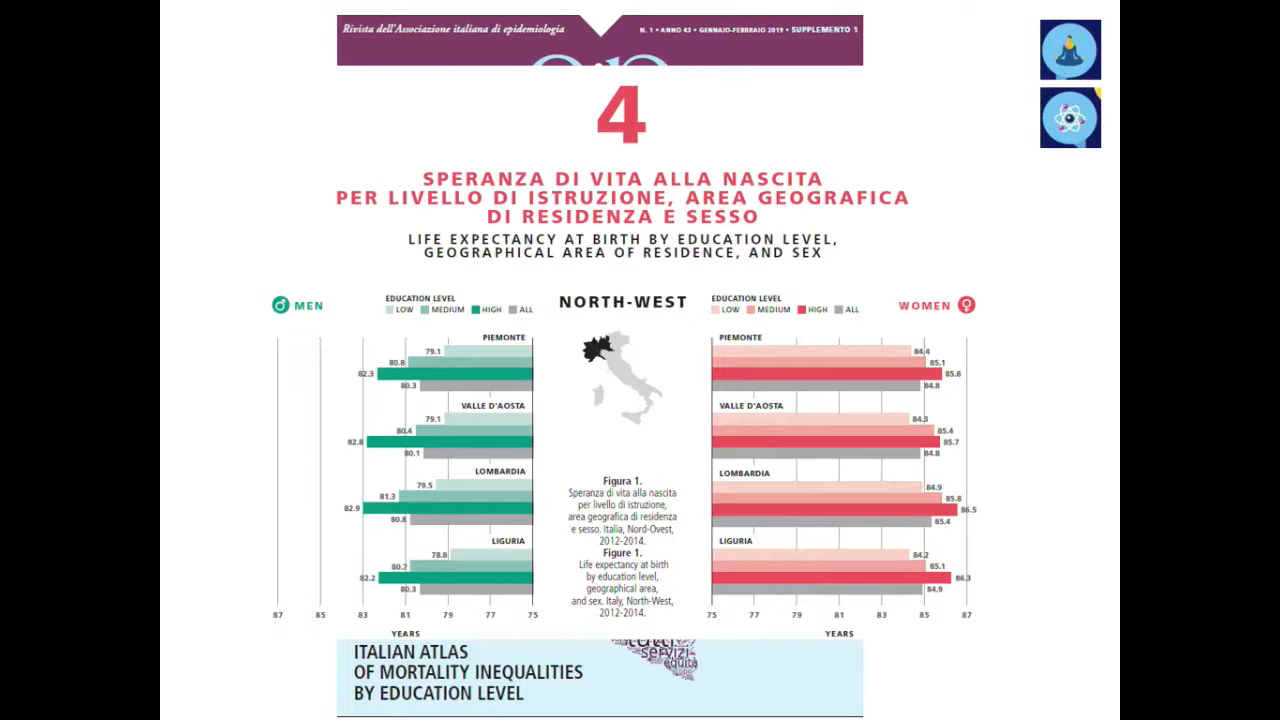 Rivista dell'Associazione italiana di epidemiologia
N. 1 • ANNO 43 • GENNAIO-FEBBRAIO 2019 • SUPPLEMENTO 1
4
SPERANZA DI VITA ALLA NASCITA
PER LIVELLO DI ISTRUZIONE, AREA GEOGRAFICA
DI RESIDENZA E SESSO
LIFE EXPECTANCY AT BIRTH BY EDUCATION LEVEL,
GEOGRAPHICAL AREA OF RESIDENCE, AND SEX
MEN
EDUCATION LEVEL
LOW MEDIUM HIGH ALL
NORTH-WEST
EDUCATION LEVEL
LOW MEDIUM HIGH ALL
WOMEN
PIEMONTE
79.1
80.8
82.3
80.3
VALLE D'AOSTA
79.1
80.4
82.8
80.1
LOMBARDIA
79.5
81.3
82.9
80.8
LIGURIA
78.8
80.7
82.2
80.3
87 85 83 81 79 77 75
YEARS
Figura 1.
Speranza di vita alla nascita
per livello di istruzione,
area geografica di residenza
e sesso. Italia, Nord-Ovest,
2012-2014.
Figure 1.
Life expectancy at birth
by education level,
geographical area,
and sex. Italy, North-West,
2012-2014.
PIEMONTE
84.4
85.1
85.8
84.8
VALLE D'AOSTA
84.3
85.4
85.7
84.8
LOMBARDIA
84.9
85.8
86.5
85.4
LIGURIA
84.2
85.1
86.3
84.9
75 77 79 81 83 85 87
YEARS
ITALIAN ATLAS
OF MORTALITY INEQUALITIES
BY EDUCATION LEVEL
tutti
servizi
equità